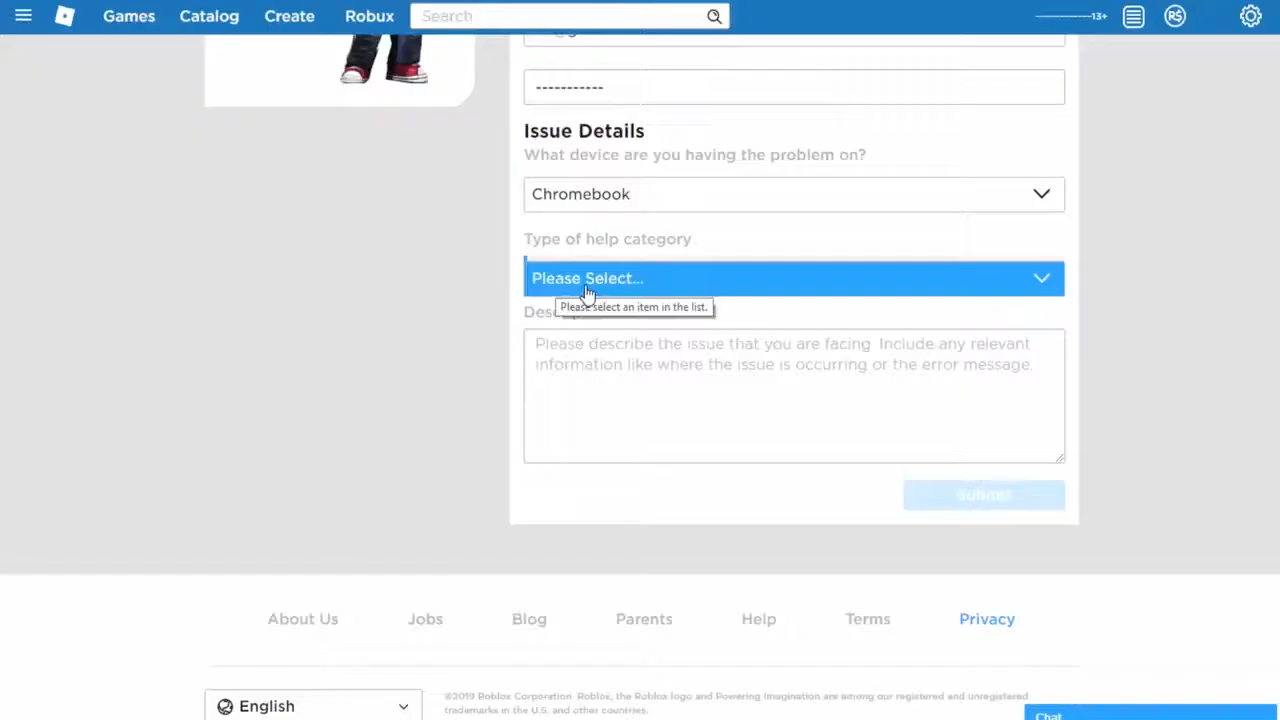 Games Catalog Create Robux Search 13+
-----------
Issue Details
What device are you having the problem on?
Chromebook
Type of help category
Please Select...
Please select an item in the list.
Please describe the issue that you are facing. Include any relevant
information like where the issue is occurring or the error message.
Submit
About Us Jobs Blog Parents Help Terms Privacy
English
©2019 Roblox Corporation. Roblox, the Roblox logo and Powering Imagination are among our registered and unregistered
trademarks in the U.S. and other countries.
Chat